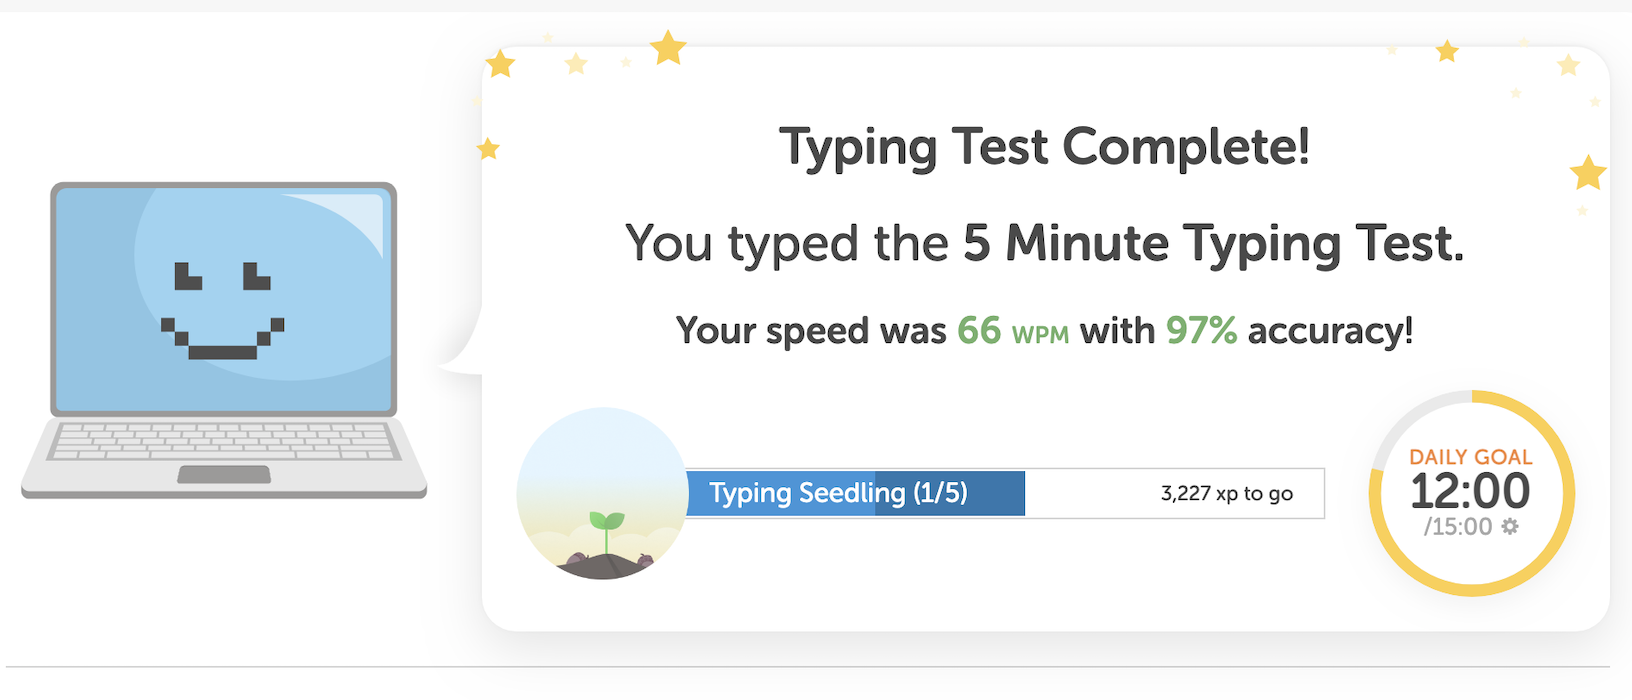 Typing Test Complete!
You typed the 5 Minute Typing Test.
Your speed was 66 WPM with 97% accuracy!
Typing Seedling (1/5)
3,227 xp to go
DAILY GOAL
12:00
/15:00